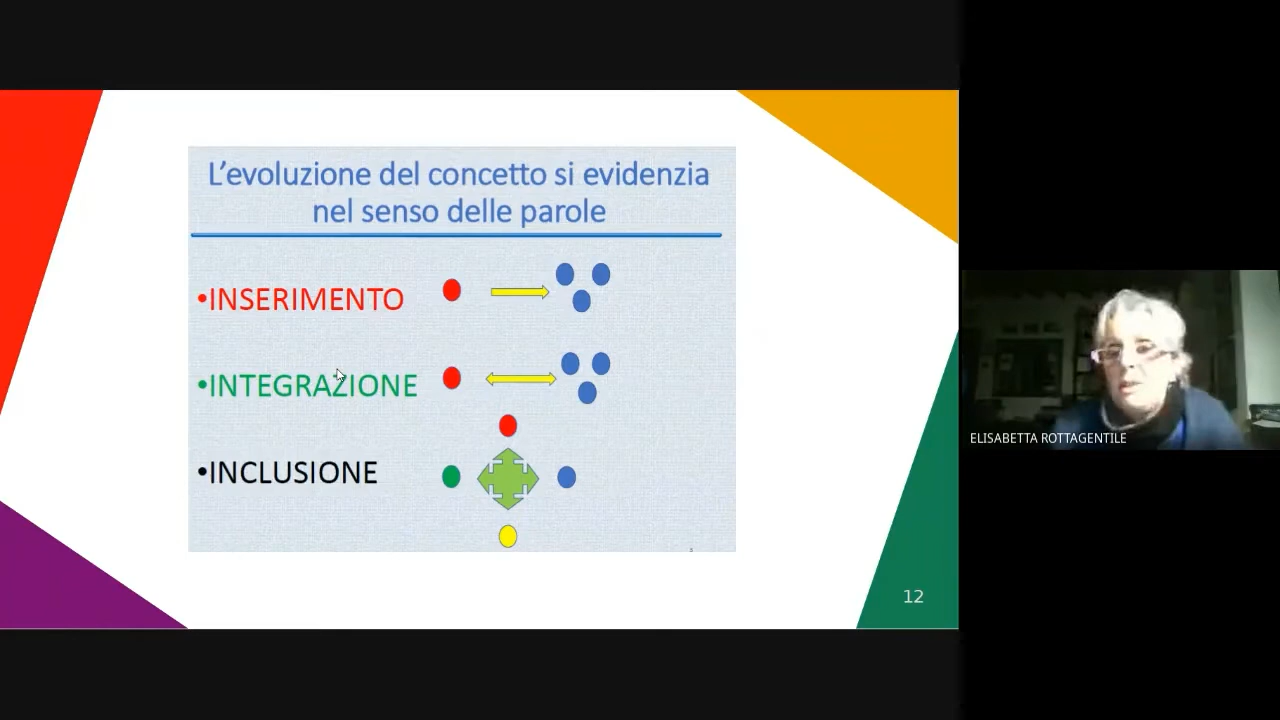 L'evoluzione del concetto si evidenzia
nel senso delle parole
•INSERIMENTO
•INTEGRAZIONE
•INCLUSIONE
12
ELISABETTA ROTTAGENTILE